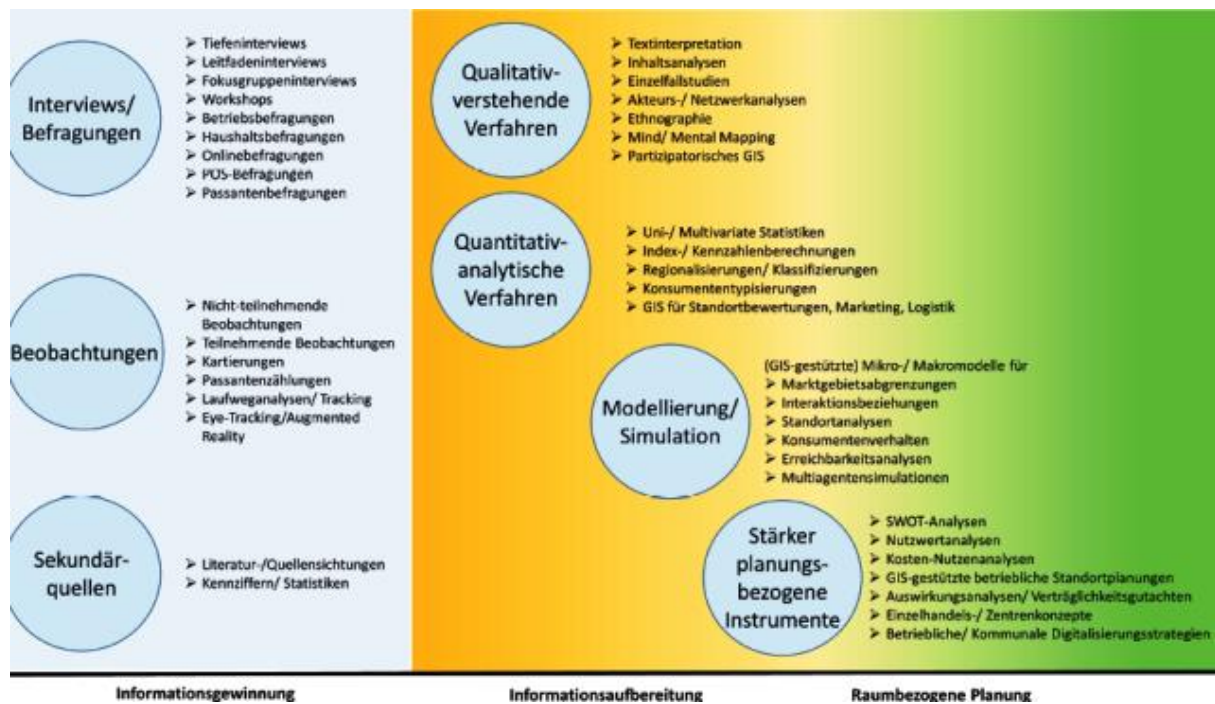 Interviews/
Befragungen
➢ Tiefeninterviews
➢ Leitfadeninterviews
➢ Fokusgruppeninterviews
➢ Workshops
➢ Betriebsbefragungen
➢ Haushaltsbefragungen
➢ Onlinebefragungen
➢ POS-Befragungen
➢ Passantenbefragungen
Beobachtungen
➢ Nicht-teilnehmende
Beobachtungen
➢ Teilnehmende Beobachtungen
➢ Kartierungen
➢ Passantenzählungen
➢ Laufweganalysen/ Tracking
➢ Eye-Tracking/Augmented
Reality
Sekundär-
quellen
➢ Literatur-/Quellensichtungen
➢ Kennziffern/ Statistiken
Qualitativ-
verstehende
Verfahren
➢ Textinterpretation
➢ Inhaltsanalysen
➢ Einzelfallstudien
➢ Akteurs-/ Netzwerkanalysen
➢ Ethnographie
➢ Mind/ Mental Mapping
➢ Partizipatorisches GIS
Quantitativ-
analytische
Verfahren
➢ Uni-/ Multivariate Statistiken
➢ Index-/ Kennzahlenberechnungen
➢ Regionalisierungen/ Klassifizierungen
➢ Konsumententypisierungen
➢ GIS für Standortbewertungen, Marketing, Logistik
Modellierung/
Simulation
(GIS-gestützte) Mikro-/ Makromodelle für
➢ Marktgebietsabgrenzungen
➢ Interaktionsbeziehungen
➢ Standortanalysen
➢ Konsumentenverhalten
➢ Erreichbarkeitsanalysen
➢ Multiagentensimulationen
Stärker
planungs-
bezogene
Instrumente
➢ SWOT-Analysen
➢ Nutzwertanalysen
➢ Kosten-Nutzenanalysen
➢ GIS-gestützte betriebliche Standortplanungen
➢ Auswirkungsanalysen/ Verträglichkeitsgutachten
➢ Einzelhandels-/ Zentrenkonzepte
➢ Betriebliche/ Kommunale Digitalisierungsstrategien
Informationsgewinnung
Informationsaufbereitung
Raumbezogene Planung